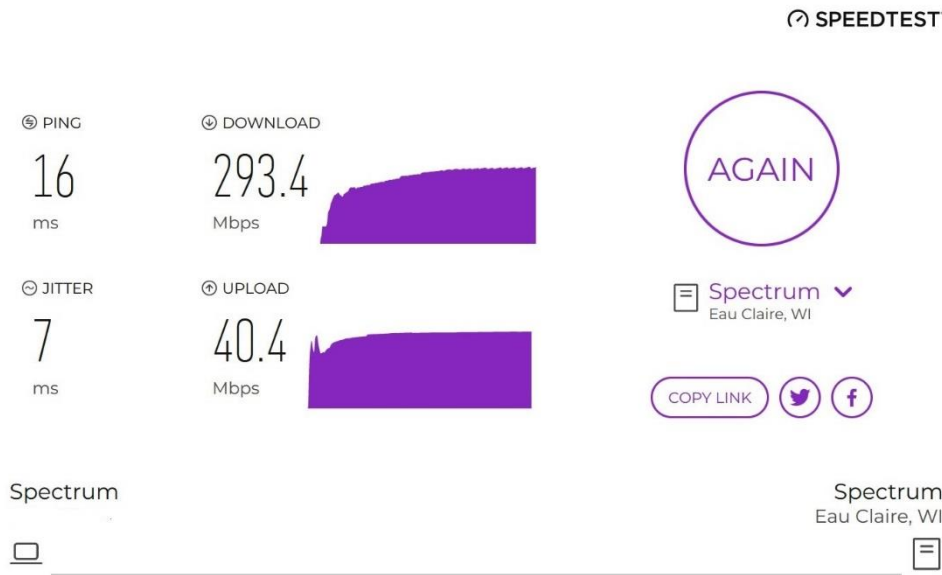 SPEEDTEST
PING
16
ms
DOWNLOAD
293.4
Mbps
JITTER
7
ms
UPLOAD
40.4
Mbps
AGAIN
Spectrum
Eau Claire, WI
COPY LINK
Spectrum
Spectrum
Eau Claire, WI